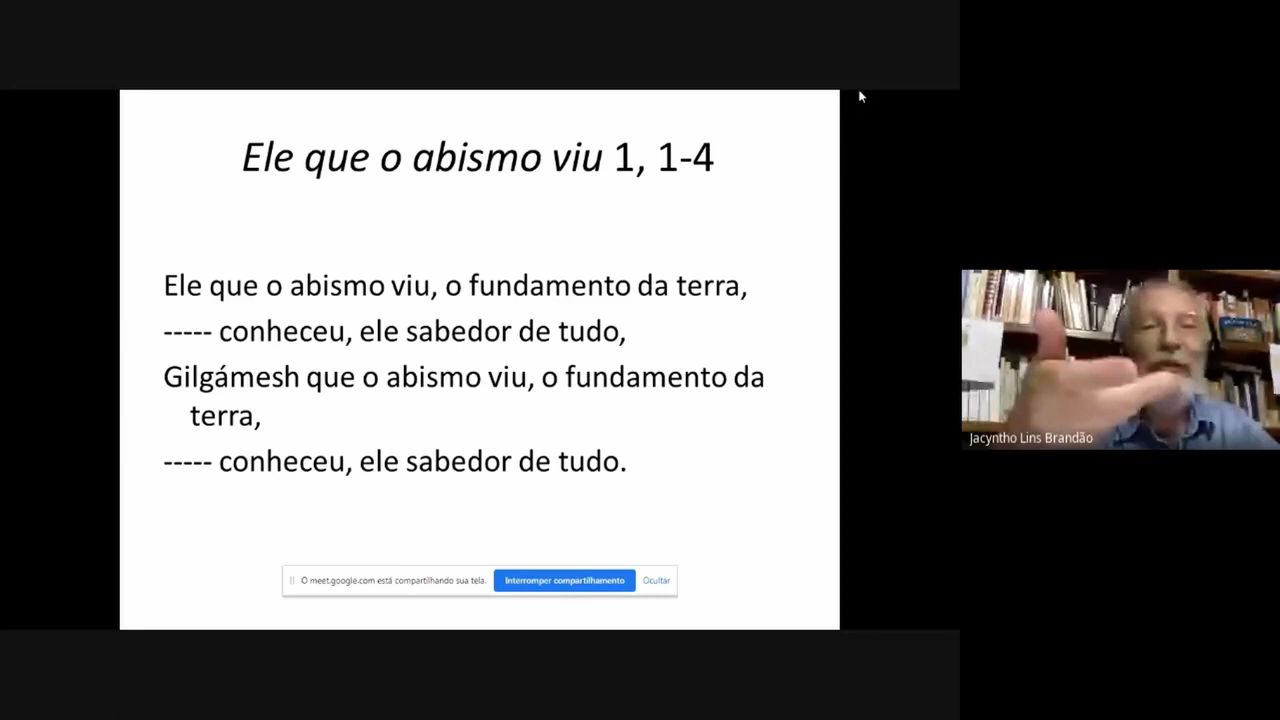 Ele que o abismo viu 1, 1-4
Ele que o abismo viu, o fundamento da terra,
----- conheceu, ele sabedor de tudo,
Gilgámesh que o abismo viu, o fundamento da
terra,
----- conheceu, ele sabedor de tudo.
O meet.google.com está compartilhando sua tela.
Interromper compartilhamento
Ocultar
Jacyntho Lins Brandão